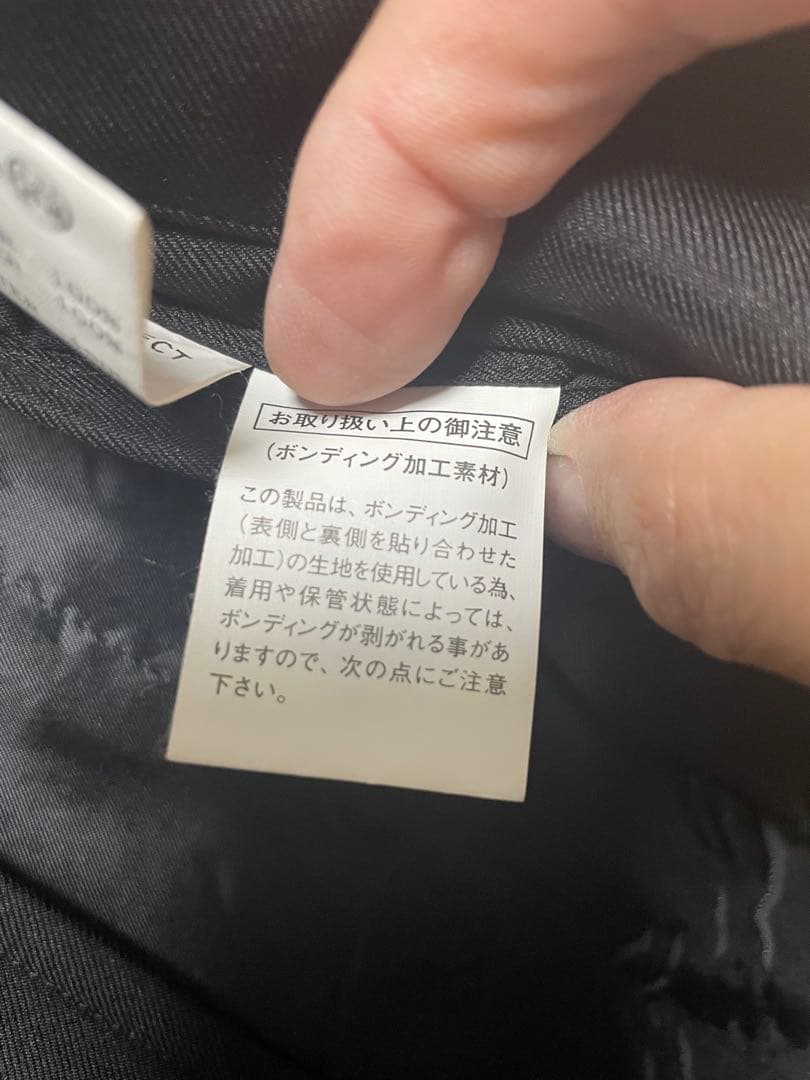 100%
100%
ECT
お取り扱い上の御注意
(ボンディング加工素材)
この製品は、ボンディング加工
(表側と裏側を貼り合わせた
加工)の生地を使用している為、
着用や保管状態によっては、
ボンディングが剥がれる事があ
りますので、次の点にご注意
下さい。